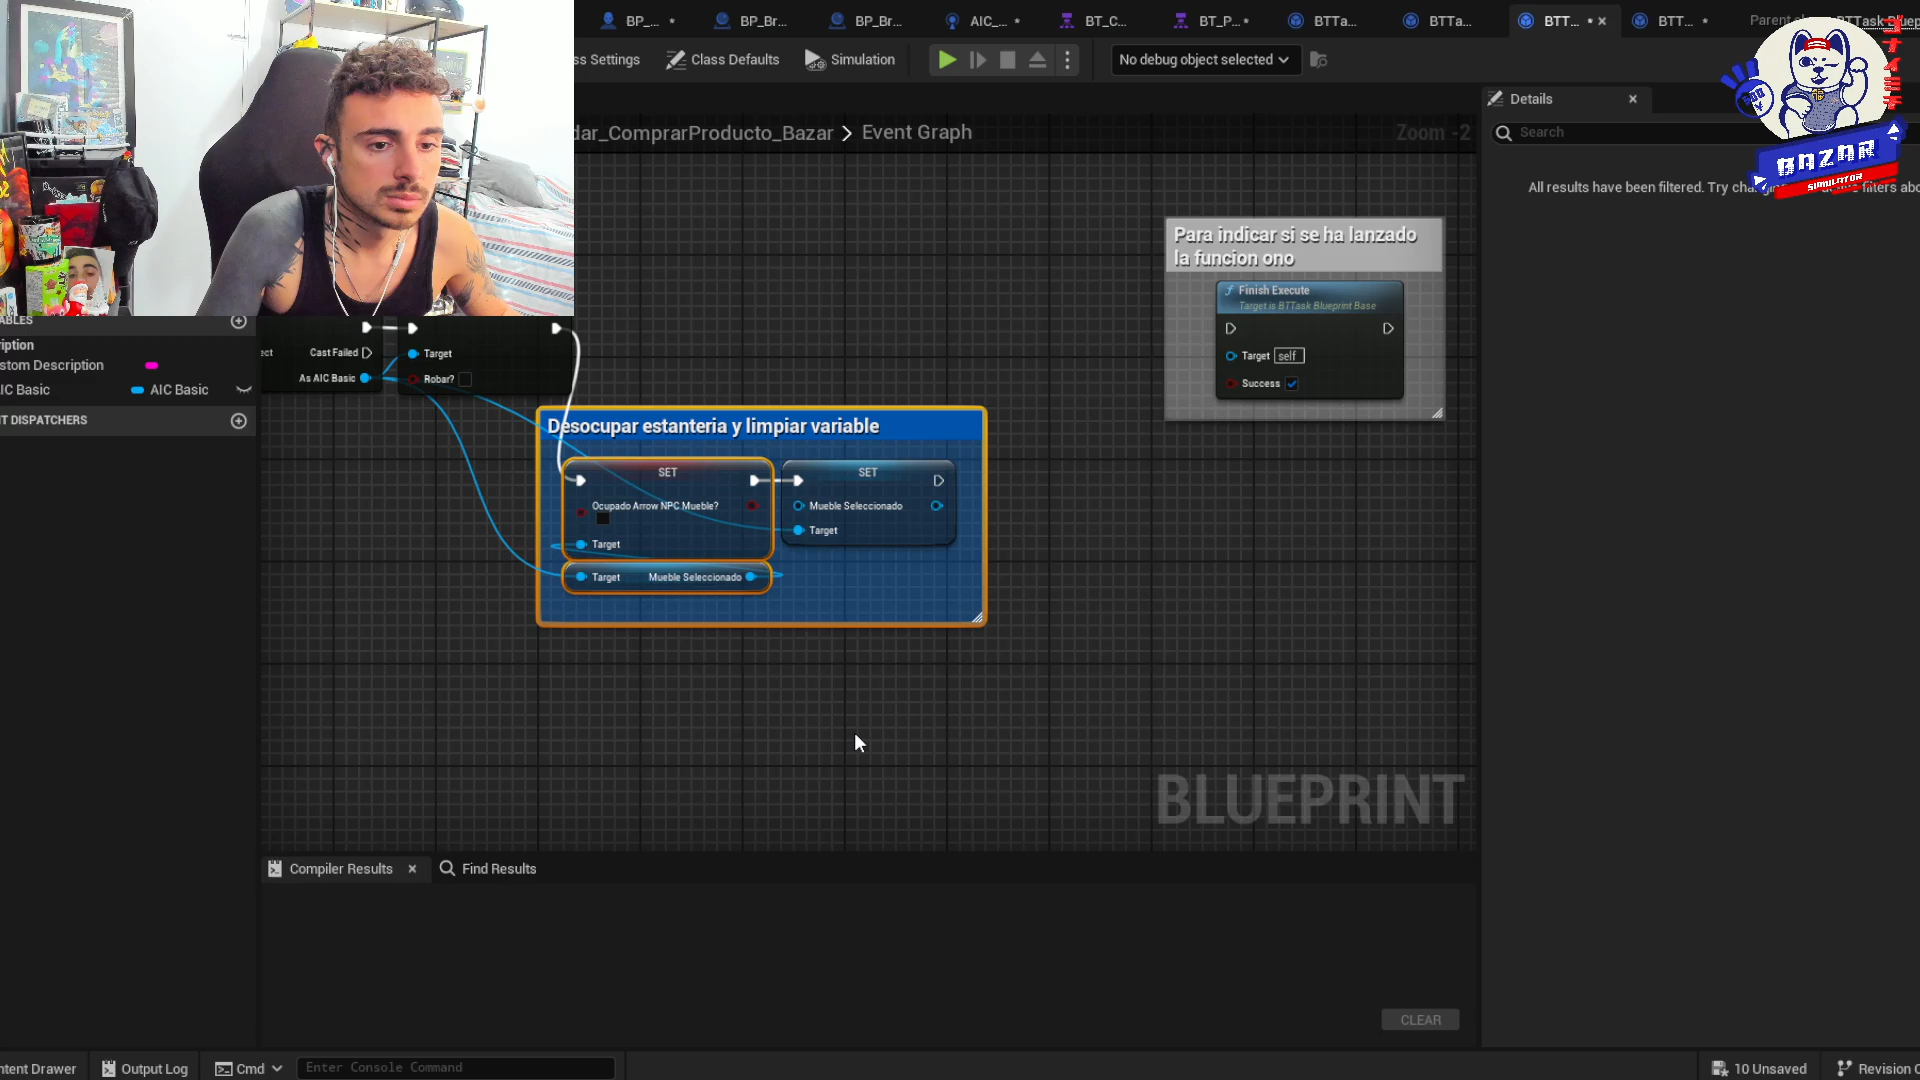 BP_... *
BP_Br...
BP_Br...
AIC_... *
BT_C...
BT_P... *
BTTa...
BTTa...
BTT... *
BTT... *
ss Settings
Class Defaults
Simulation
No debug object selected
Details
Search
All results have been filtered. Try
BAZAR
SIMULATOR
dar_ComprarProducto_Bazar > Event Graph
Zoom -2
Para indicar si se ha lanzado
la funcion ono
Finish Execute
Target is BTTask Blueprint Base
Target self
Success
ABLES
ription
stom Description
IC Basic
AIC Basic
T DISPATCHERS
ect
Cast Failed
As AIC Basic
Target
Robar?
Desocupar estanteria y limpiar variable
SET
Ocupado Arrow NPC Mueble?
Target
Target
Mueble Seleccionado
SET
Mueble Seleccionado
Target
BLUEPRINT
Compiler Results
Find Results
CLEAR
ntent Drawer
Output Log
Cmd
Enter Console Command
10 Unsaved
Revision C